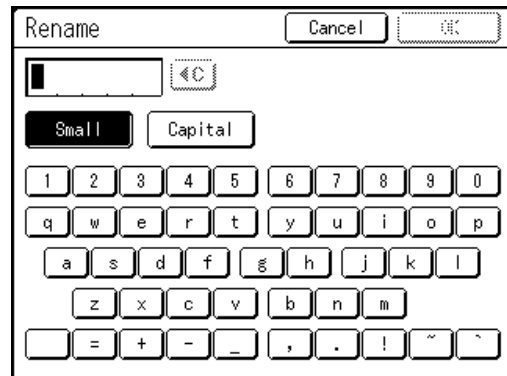 Rename Cancel OK
◀C
Small Capital
1 2 3 4 5 6 7 8 9 0
q w e r t y u i o p
a s d f g h j k l
z x c v b n m
= + - _ , . ! ~ ^